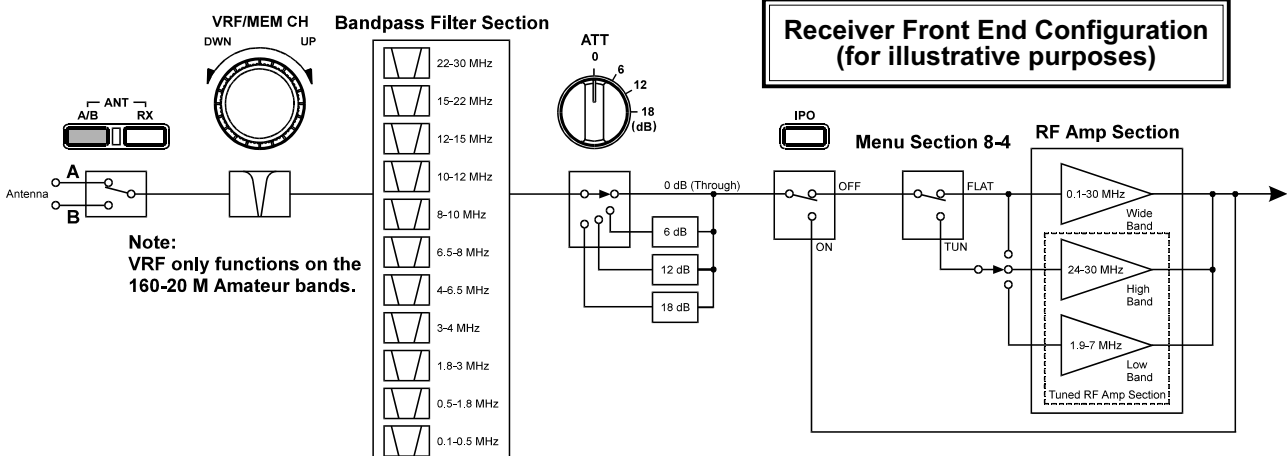 Receiver Front End Configuration
(for illustrative purposes)
VRF/MEM CH
DWN
UP
ANT
A/B
RX
Antenna
A
B
Note:
VRF only functions on the
160-20 M Amateur bands.
Bandpass Filter Section
22-30 MHz
15-22 MHz
12-15 MHz
10-12 MHz
8-10 MHz
6.5-8 MHz
4-6.5 MHz
3-4 MHz
1.8-3 MHz
0.5-1.8 MHz
0.1-0.5 MHz
ATT
0
6
12
18
(dB)
0 dB (Through)
6 dB
12 dB
18 dB
IPO
OFF
ON
Menu Section 8-4
FLAT
TUN
RF Amp Section
0.1-30 MHz
Wide
Band
24-30 MHz
High
Band
1.9-7 MHz
Low
Band
Tuned RF Amp Section